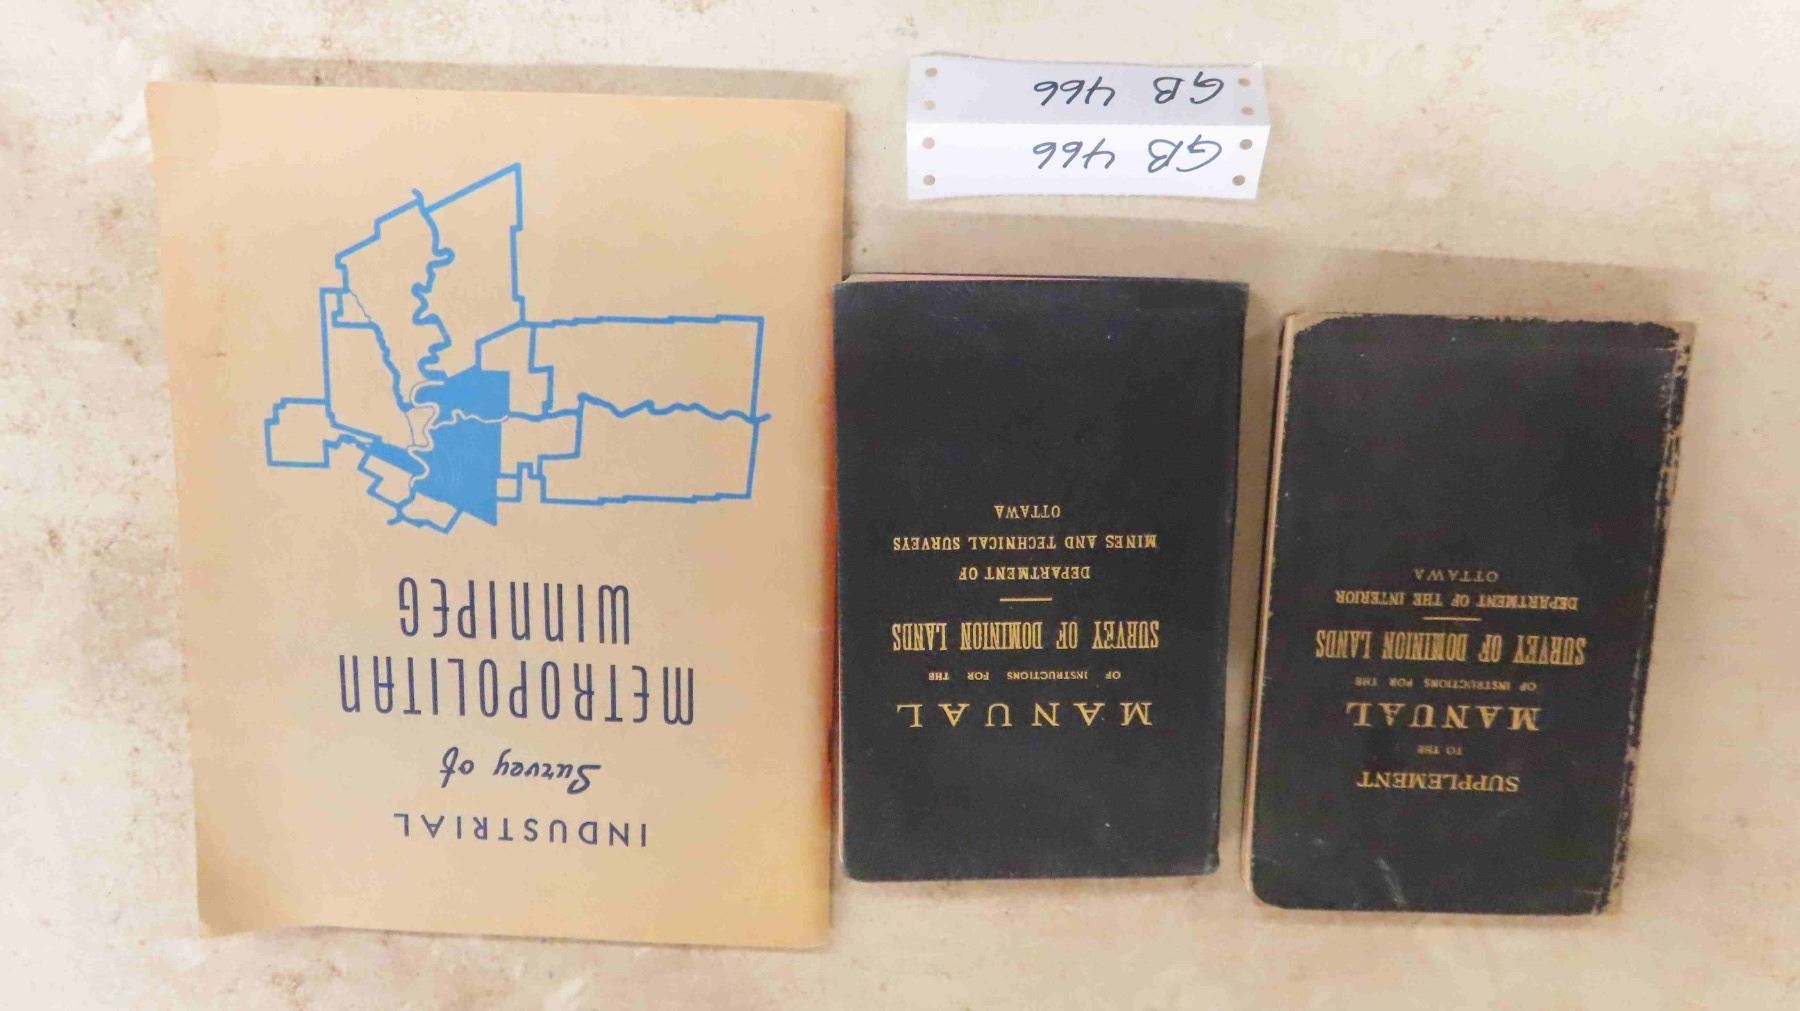 GB 466
GB 466
INDUSTRIAL
Survey of
METROPOLITAN
WINNIPEG
MANUAL
OF INSTRUCTIONS FOR THE
SURVEY OF DOMINION LANDS
DEPARTMENT OF
MINES AND TECHNICAL SURVEYS
OTTAWA
SUPPLEMENT
TO THE
MANUAL
OF INSTRUCTIONS FOR THE
SURVEY OF DOMINION LANDS
DEPARTMENT OF THE INTERIOR
OTTAWA